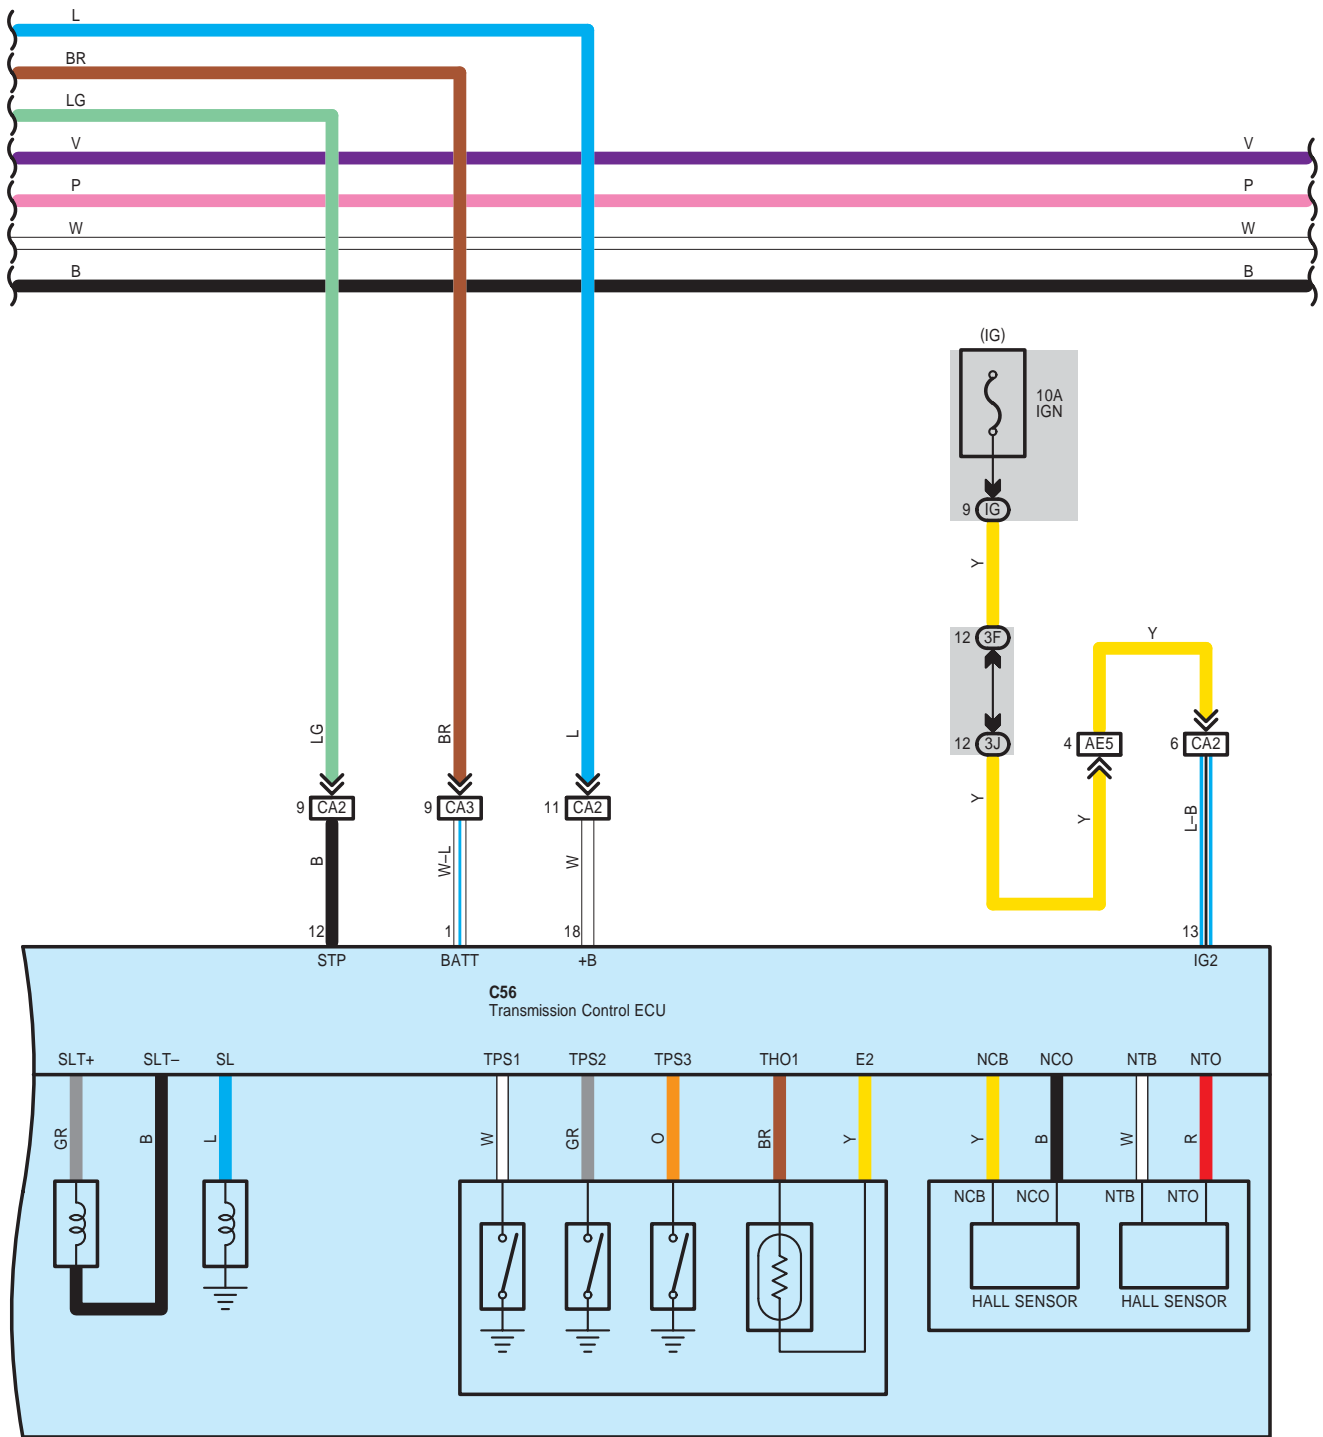 L
BR
LG
V V
P P
W W
B B
(IG)
10A
IGN
9 IG
Y
12 3F
Y
LG
BR
L
12 3J
4 AE5
6 CA2
9 CA2
9 CA3
11 CA2
Y
Y
L–B
B
W–L
W
12
1
18
13
STP
BATT
+B
IG2
C56
Transmission Control ECU
SLT+ SLT– SL TPS1 TPS2 TPS3 THO1 E2 NCB NCO NTB NTO
GR
B
L
W
GR
O
BR
Y
Y
B
W
R
NCB NCO NTB NTO
HALL SENSOR HALL SENSOR